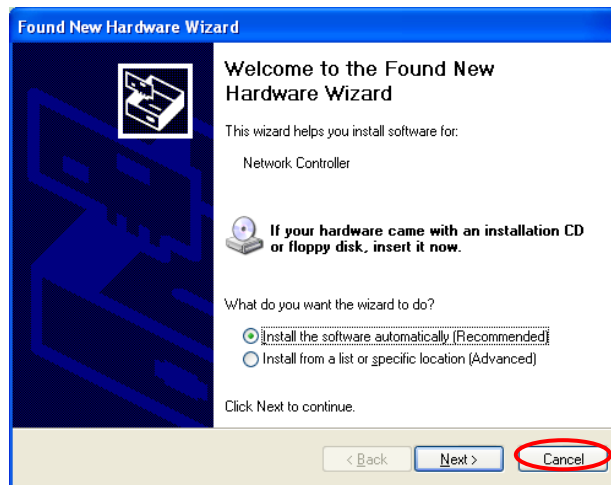 Found New Hardware Wizard
Welcome to the Found New
Hardware Wizard
This wizard helps you install software for:
Network Controller
If your hardware came with an installation CD
or floppy disk, insert it now.
What do you want the wizard to do?
Install the software automatically (Recommended)
Install from a list or specific location (Advanced)
Click Next to continue.
< Back Next > Cancel